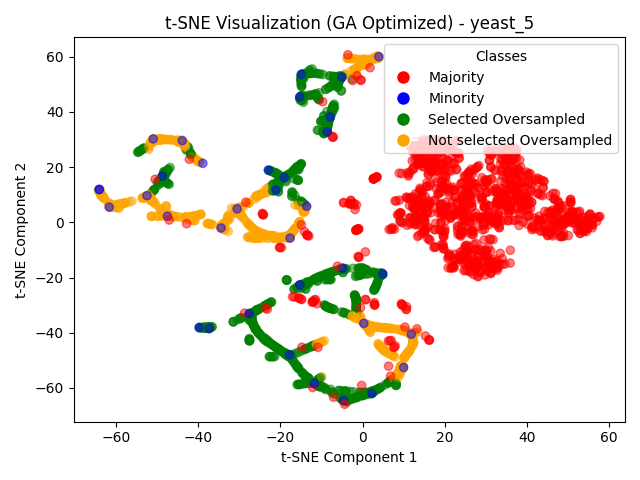 t-SNE Visualization (GA Optimized) - yeast_5
Classes
Majority
Minority
Selected Oversampled
Not selected Oversampled
60
40
20
0
−20
−40
−60
t-SNE Component 2
−60 −40 −20 0 20 40 60
t-SNE Component 1